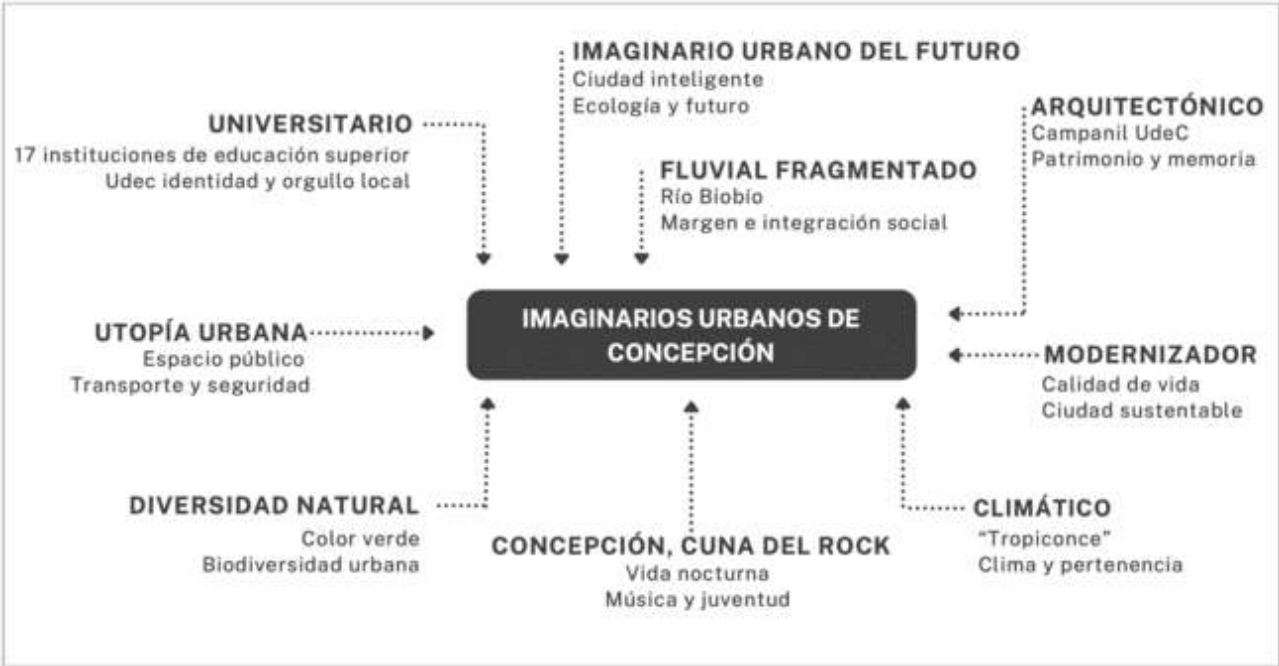 IMAGINARIO URBANO DEL FUTURO
Ciudad inteligente
Ecología y futuro
UNIVERSITARIO
17 instituciones de educación superior
Udec identidad y orgullo local
ARQUITECTÓNICO
Campanil UdeC
Patrimonio y memoria
FLUVIAL FRAGMENTADO
Río Biobío
Margen e integración social
IMAGINARIOS URBANOS DE
CONCEPCIÓN
UTOPÍA URBANA
Espacio público
Transporte y seguridad
MODERNIZADOR
Calidad de vida
Ciudad sustentable
DIVERSIDAD NATURAL
Color verde
Biodiversidad urbana
CONCEPCIÓN, CUNA DEL ROCK
Vida nocturna
Música y juventud
CLIMÁTICO
“Tropiconce”
Clima y pertenencia